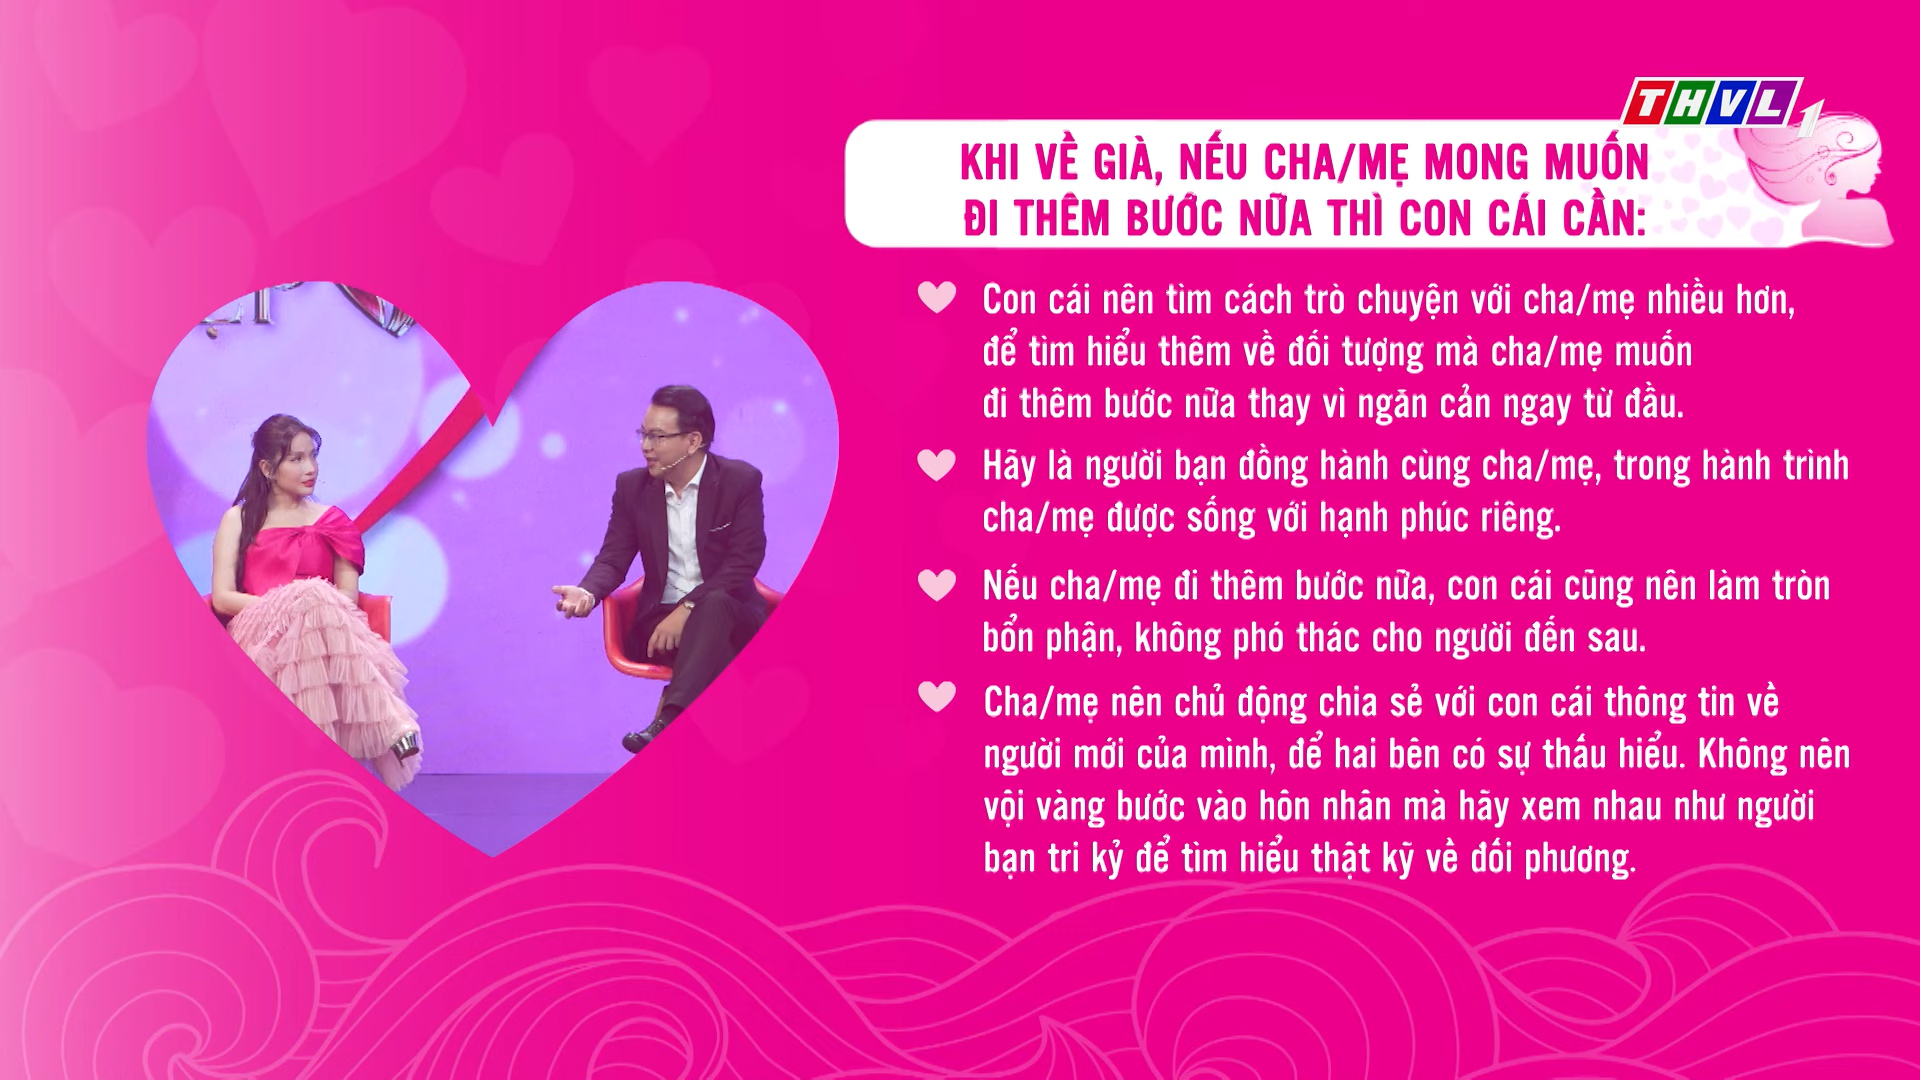 THVL1
KHI VỀ GIÀ, NẾU CHA/MẸ MONG MUỐN
ĐI THÊM BƯỚC NỮA THÌ CON CÁI CẦN:
Con cái nên tìm cách trò chuyện với cha/mẹ nhiều hơn,
để tìm hiểu thêm về đối tượng mà cha/mẹ muốn
đi thêm bước nữa thay vì ngăn cản ngay từ đầu.
Hãy là người bạn đồng hành cùng cha/mẹ, trong hành trình
cha/mẹ được sống với hạnh phúc riêng.
Nếu cha/mẹ đi thêm bước nữa, con cái cũng nên làm tròn
bổn phận, không phó thác cho người đến sau.
Cha/mẹ nên chủ động chia sẻ với con cái thông tin về
người mới của mình, để hai bên có sự thấu hiểu. Không nên
vội vàng bước vào hôn nhân mà hãy xem nhau như người
bạn tri kỷ để tìm hiểu thật kỹ về đối phương.